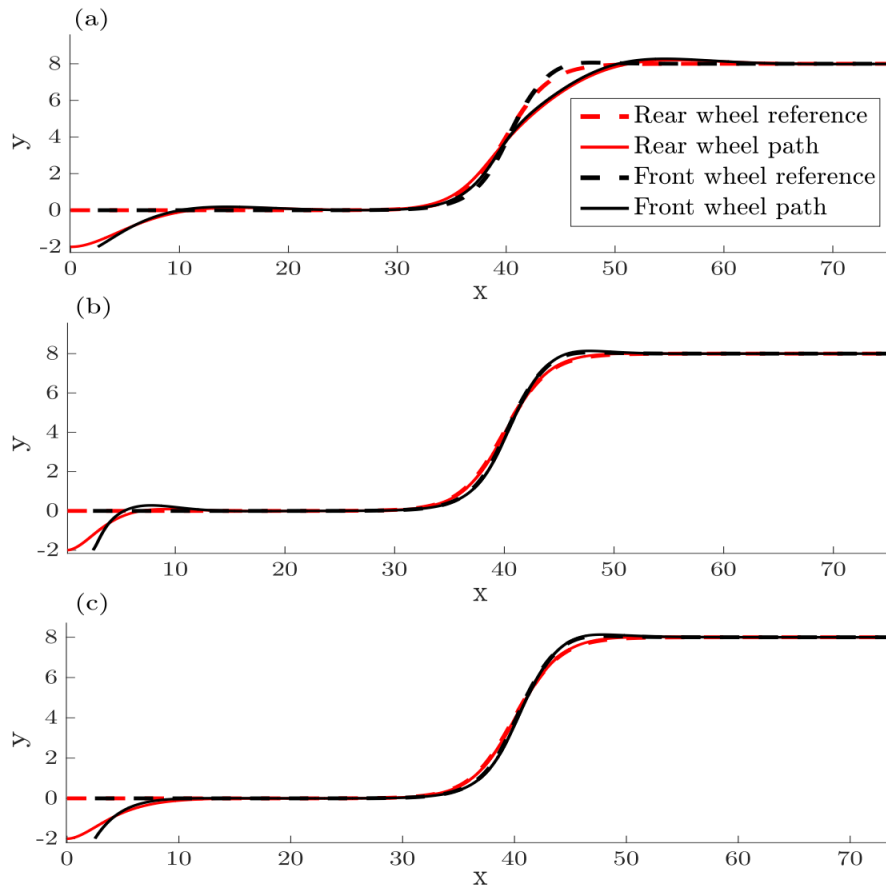 (a)
8
6
4
2
0
-2
y
Rear wheel reference
Rear wheel path
Front wheel reference
Front wheel path
0 10 20 30 40 50 60 70
x
(b)
8
6
4
2
0
-2
y
10 20 30 40 50 60 70
x
(c)
8
6
4
2
0
-2
y
0 10 20 30 40 50 60 70
x